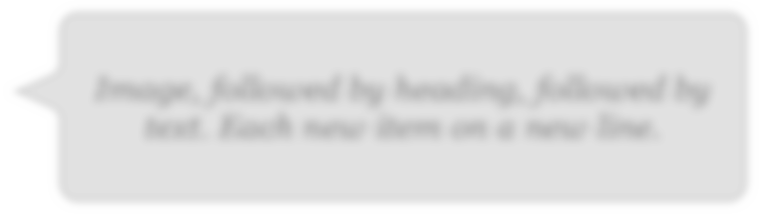 Image, followed by heading, followed by
text. Each new item on a new line.